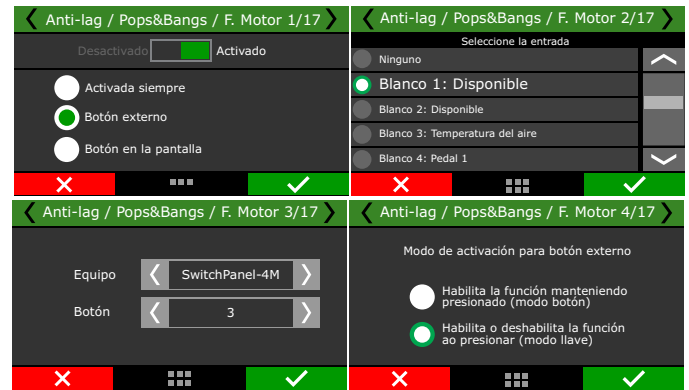 Anti-lag / Pops&Bangs / F. Motor 1/17
Desactivado Activado
Activada siempre
Botón externo
Botón en la pantalla
Anti-lag / Pops&Bangs / F. Motor 2/17
Seleccione la entrada
Ninguno
Blanco 1: Disponible
Blanco 2: Disponible
Blanco 3: Temperatura del aire
Blanco 4: Pedal 1
Anti-lag / Pops&Bangs / F. Motor 3/17
Equipo SwitchPanel-4M
Botón 3
Anti-lag / Pops&Bangs / F. Motor 4/17
Modo de activación para botón externo
Habilita la función manteniendo
presionado (modo botón)
Habilita o deshabilita la función
ao presionar (modo llave)